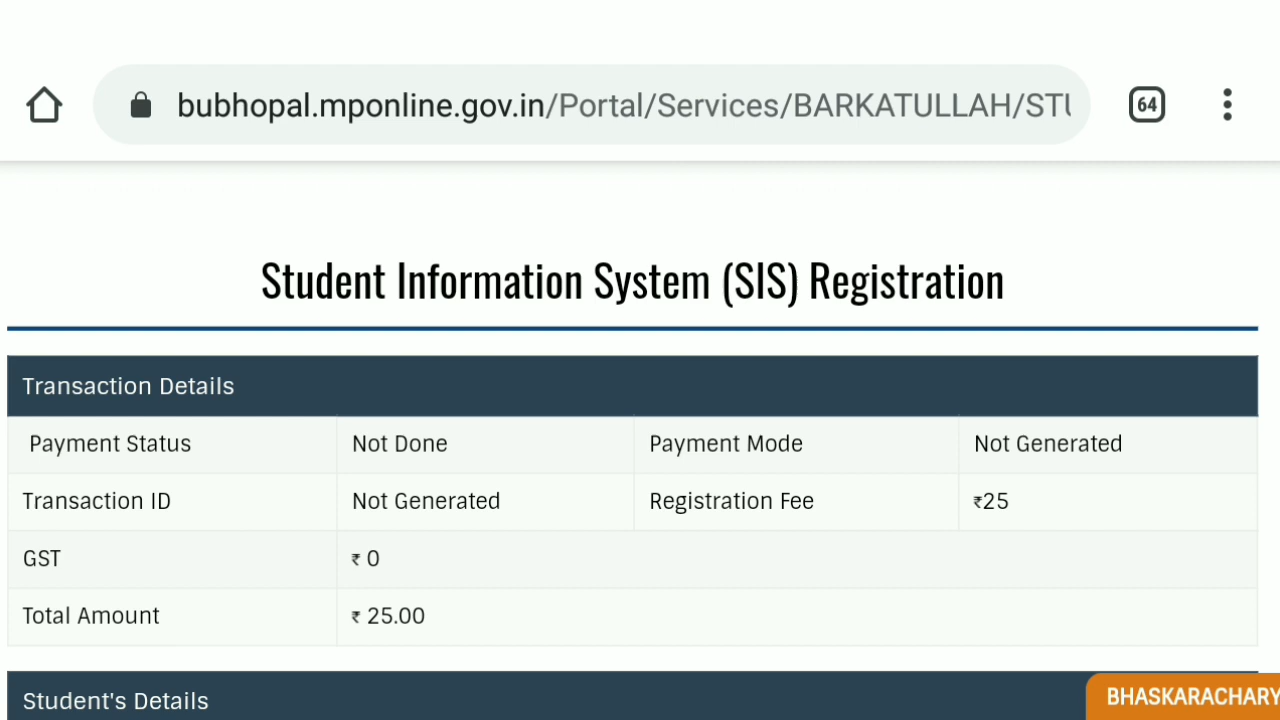 bubhopal.mponline.gov.in/Portal/Services/BARKATULLAH/STU
64
Student Information System (SIS) Registration
Transaction Details
Payment Status Not Done Payment Mode Not Generated
Transaction ID Not Generated Registration Fee ₹25
GST ₹ 0
Total Amount ₹ 25.00
Student's Details
BHASKARACHARY